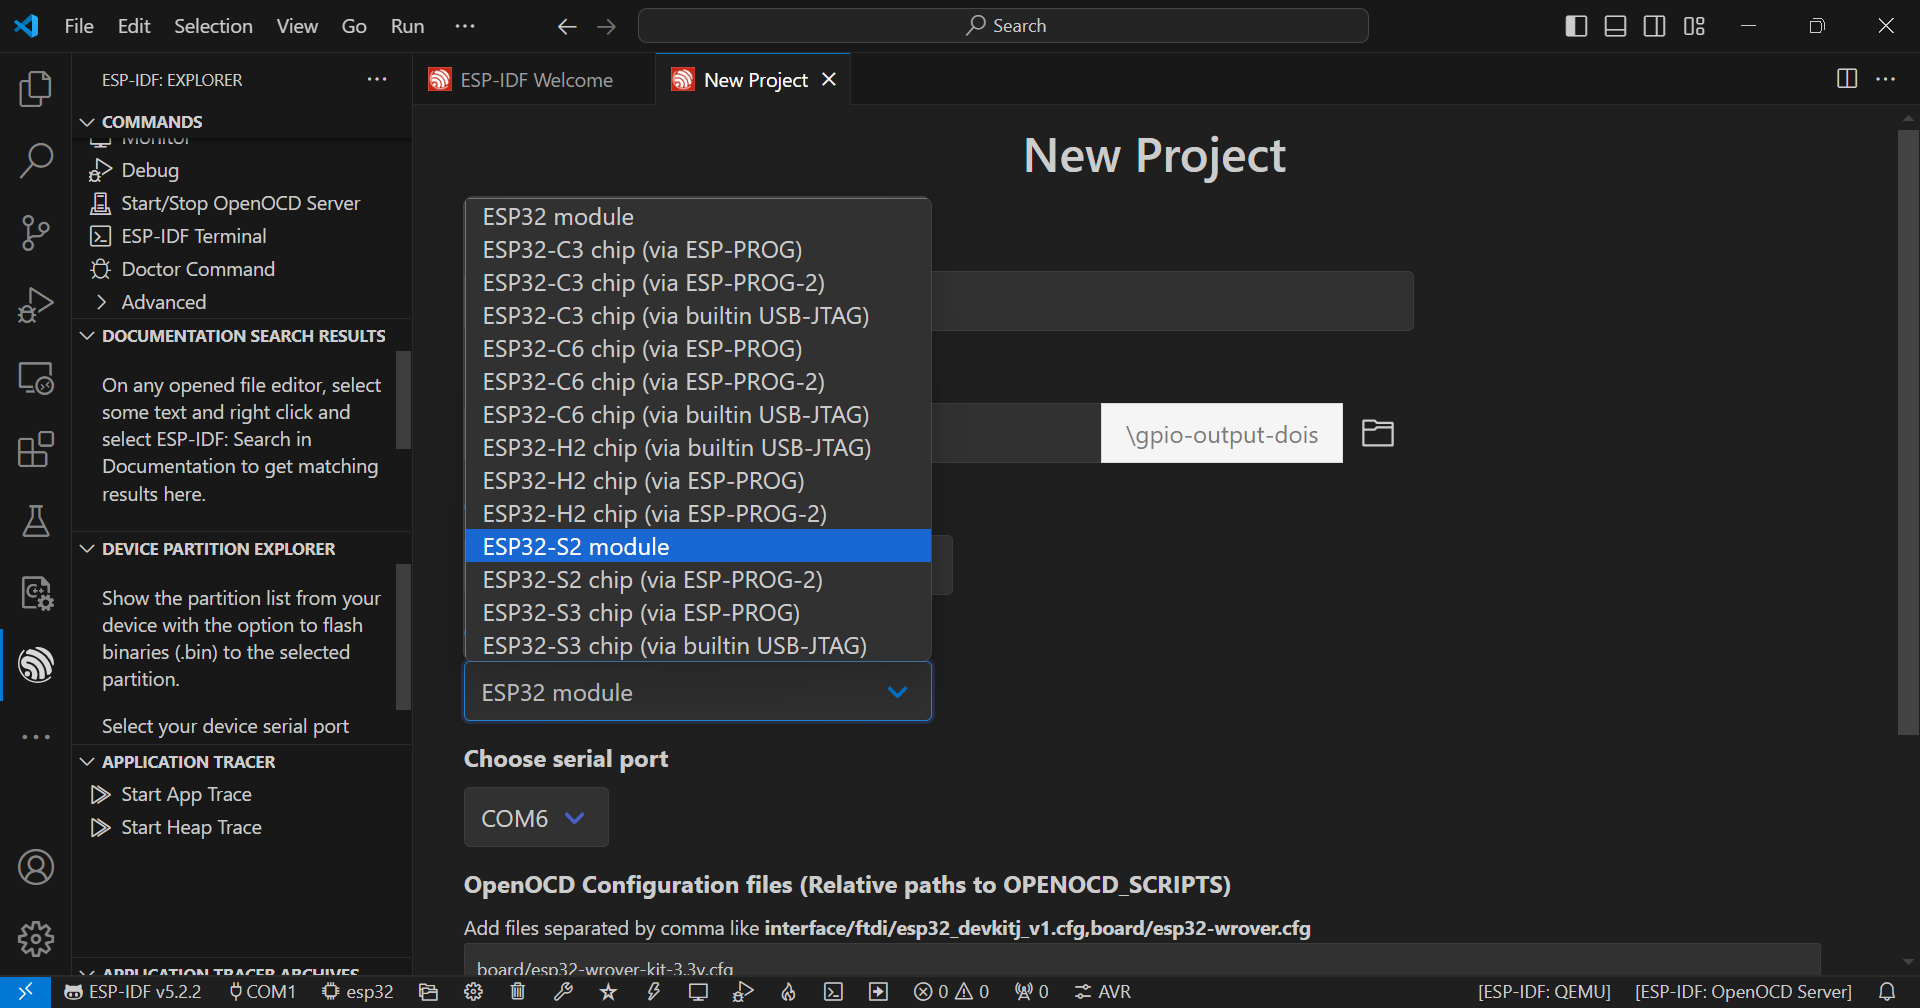 File Edit Selection View Go Run ···
Search
ESP-IDF: EXPLORER
ESP-IDF Welcome
New Project
COMMANDS
Monitor
Debug
Start/Stop OpenOCD Server
ESP-IDF Terminal
Doctor Command
Advanced
DOCUMENTATION SEARCH RESULTS
On any opened file editor, select
some text and right click and
select ESP-IDF: Search in
Documentation to get matching
results here.
DEVICE PARTITION EXPLORER
Show the partition list from your
device with the option to flash
binaries (.bin) to the selected
partition.
Select your device serial port
APPLICATION TRACER
Start App Trace
Start Heap Trace
APPLICATION TRACER ARCHIVES
New Project
ESP32 module
ESP32-C3 chip (via ESP-PROG)
ESP32-C3 chip (via ESP-PROG-2)
ESP32-C3 chip (via builtin USB-JTAG)
ESP32-C6 chip (via ESP-PROG)
ESP32-C6 chip (via ESP-PROG-2)
ESP32-C6 chip (via builtin USB-JTAG)
ESP32-H2 chip (via builtin USB-JTAG)
ESP32-H2 chip (via ESP-PROG)
ESP32-H2 chip (via ESP-PROG-2)
ESP32-S2 module
ESP32-S2 chip (via ESP-PROG-2)
ESP32-S3 chip (via ESP-PROG)
ESP32-S3 chip (via builtin USB-JTAG)
\gpio-output-dois
ESP32 module
Choose serial port
COM6
OpenOCD Configuration files (Relative paths to OPENOCD_SCRIPTS)
Add files separated by comma like interface/ftdi/esp32_devkitj_v1.cfg,board/esp32-wrover.cfg
board/esp32-wrover-kit-3.3v.cfg
ESP-IDF v5.2.2 COM1 esp32 0 0 0 AVR [ESP-IDF: QEMU] [ESP-IDF: OpenOCD Server]